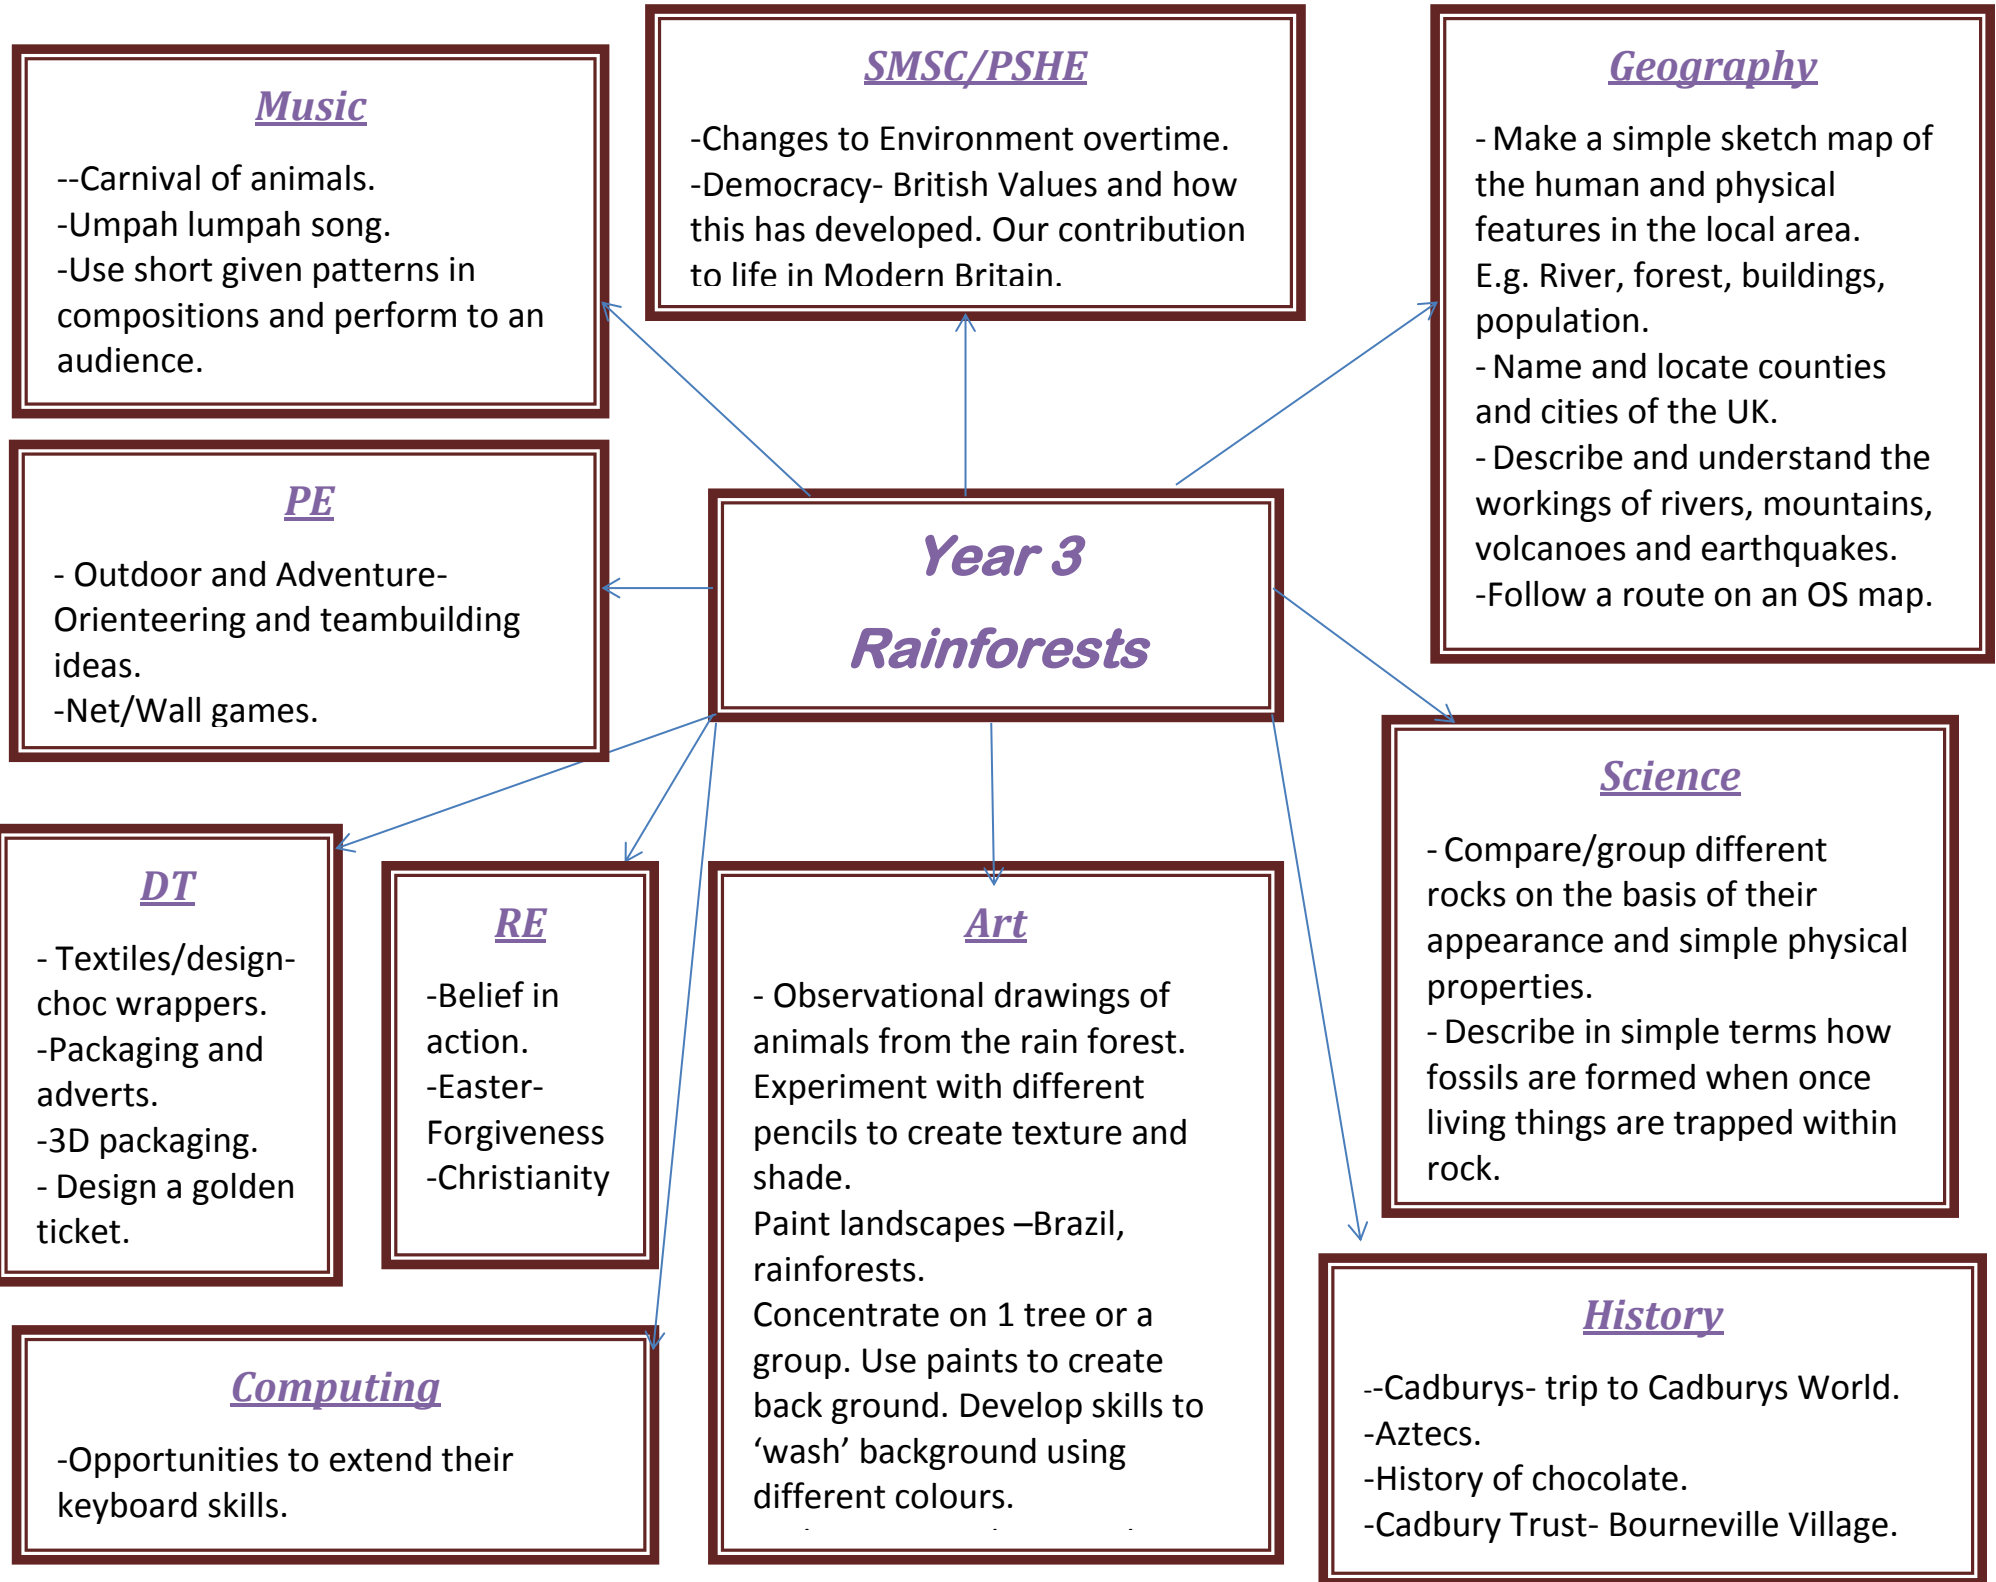 Music
--Carnival of animals.
-Umpah lumpah song.
-Use short given patterns in
compositions and perform to an
audience.
SMSC/PSHE
-Changes to Environment overtime.
-Democracy- British Values and how
this has developed. Our contribution
to life in Modern Britain.
Geography
- Make a simple sketch map of
the human and physical
features in the local area.
E.g. River, forest, buildings,
population.
- Name and locate counties
and cities of the UK.
- Describe and understand the
workings of rivers, mountains,
volcanoes and earthquakes.
-Follow a route on an OS map.
PE
- Outdoor and Adventure-
Orienteering and teambuilding
ideas.
-Net/Wall games.
Year 3
Rainforests
Science
- Compare/group different
rocks on the basis of their
appearance and simple physical
properties.
- Describe in simple terms how
fossils are formed when once
living things are trapped within
rock.
DT
- Textiles/design-
choc wrappers.
-Packaging and
adverts.
-3D packaging.
- Design a golden
ticket.
RE
-Belief in
action.
-Easter-
Forgiveness
-Christianity
Art
- Observational drawings of
animals from the rain forest.
Experiment with different
pencils to create texture and
shade.
Paint landscapes –Brazil,
rainforests.
Concentrate on 1 tree or a
group. Use paints to create
back ground. Develop skills to
‘wash’ background using
different colours.
Computing
-Opportunities to extend their
keyboard skills.
History
--Cadburys- trip to Cadburys World.
-Aztecs.
-History of chocolate.
-Cadbury Trust- Bourneville Village.